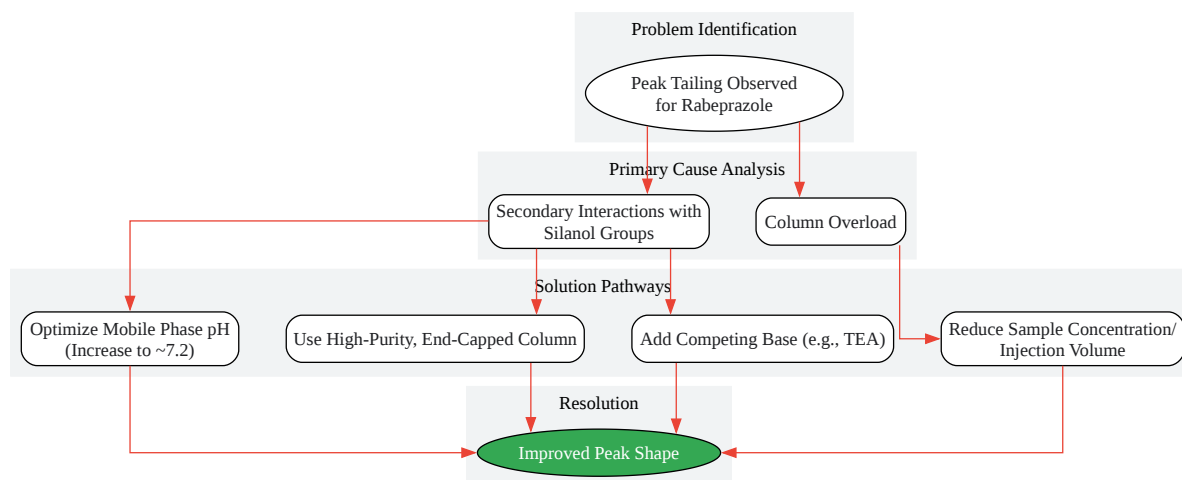 Problem Identification
Peak Tailing Observed
for Rabeprazole
Primary Cause Analysis
Secondary Interactions with
Silanol Groups
Column Overload
Solution Pathways
Optimize Mobile Phase pH
(Increase to ~7.2)
Use High-Purity, End-Capped Column
Add Competing Base (e.g., TEA)
Reduce Sample Concentration/
Injection Volume
Resolution
Improved Peak Shape